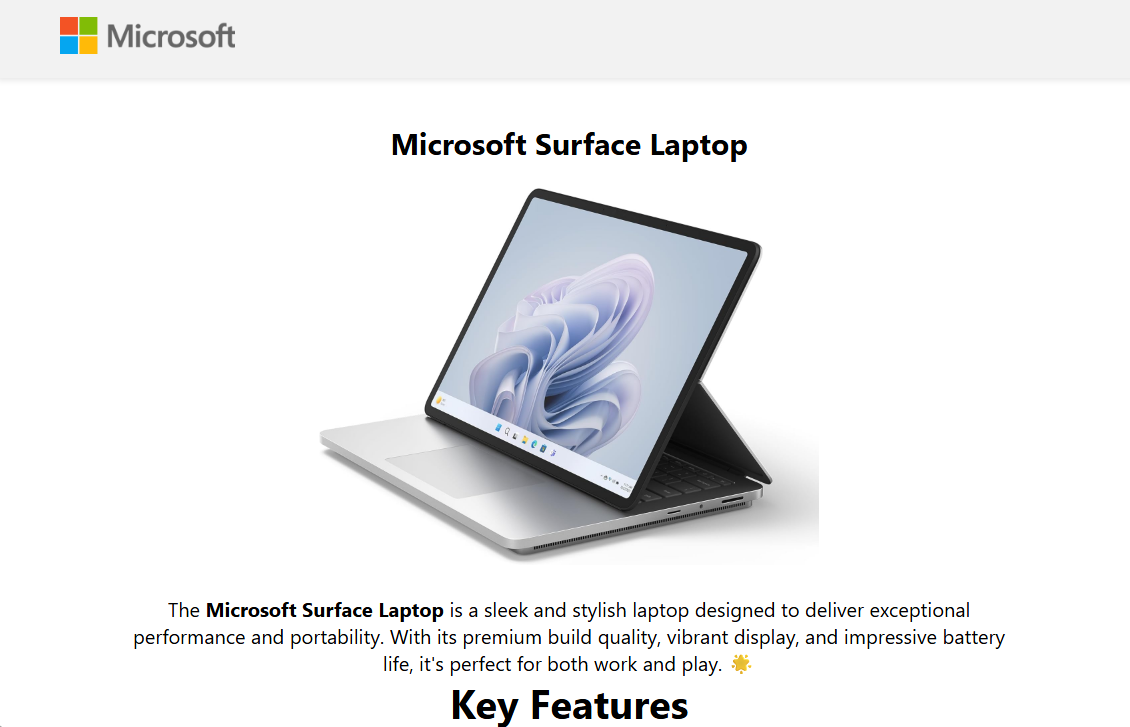 Microsoft
Microsoft Surface Laptop
The Microsoft Surface Laptop is a sleek and stylish laptop designed to deliver exceptional
performance and portability. With its premium build quality, vibrant display, and impressive battery
life, it's perfect for both work and play. 🌟
Key Features